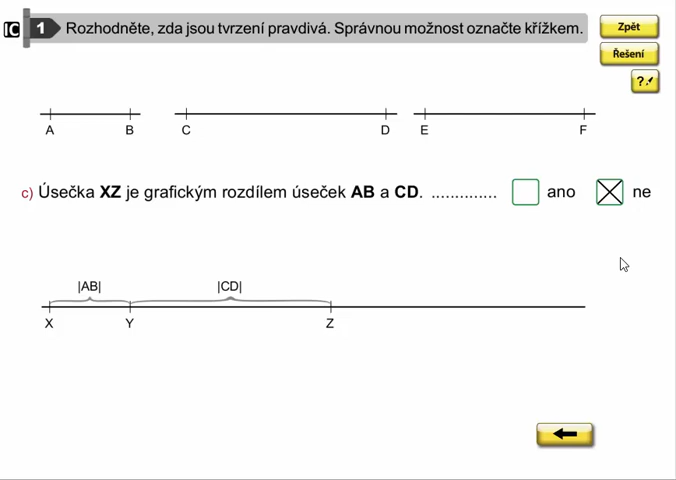 IC 1 Rozhodněte, zda jsou tvrzení pravdivá. Správnou možnost označte křížkem.
Zpět
Řešení
?
A B C D E F
c) Úsečka XZ je grafickým rozdílem úseček AB a CD. .............. ano ne
|AB| |CD|
X Y Z